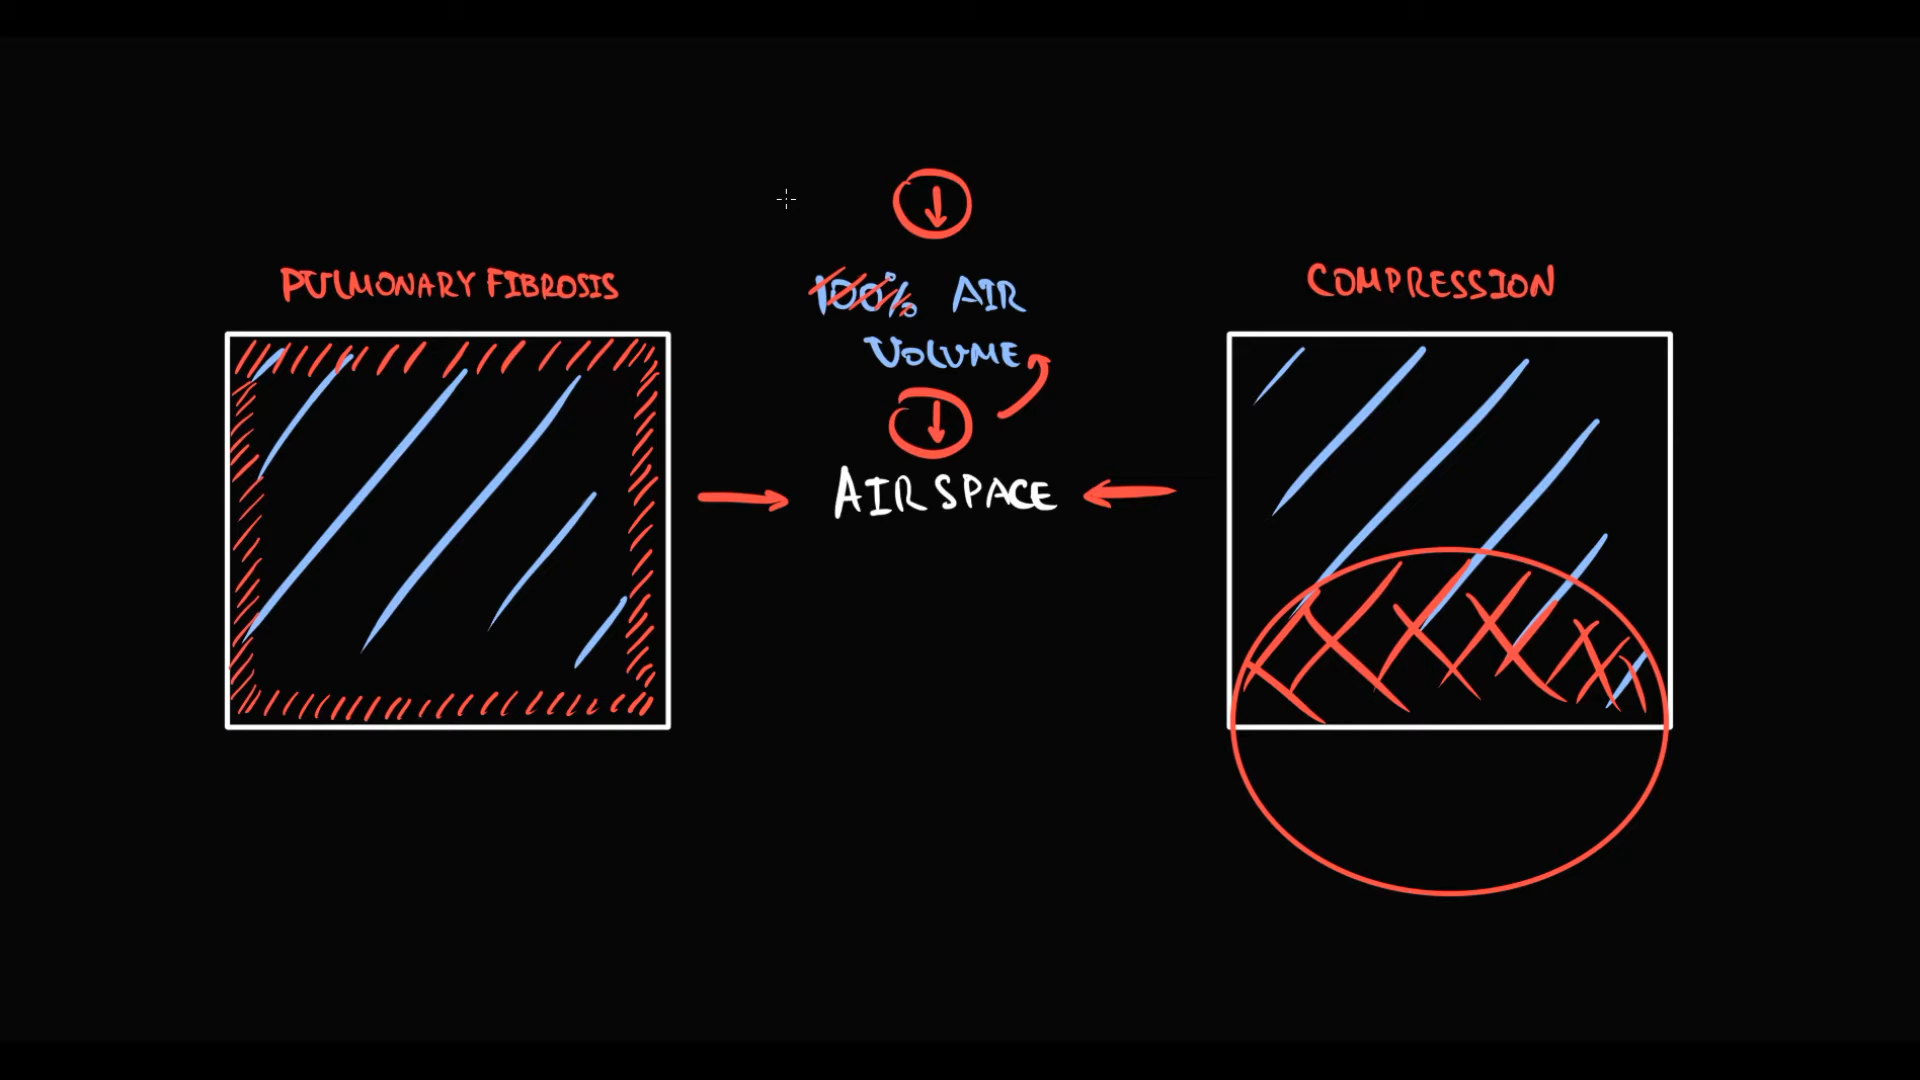 PULMONARY FIBROSIS
100% AIR
VOLUME
AIRSPACE
COMPRESSION